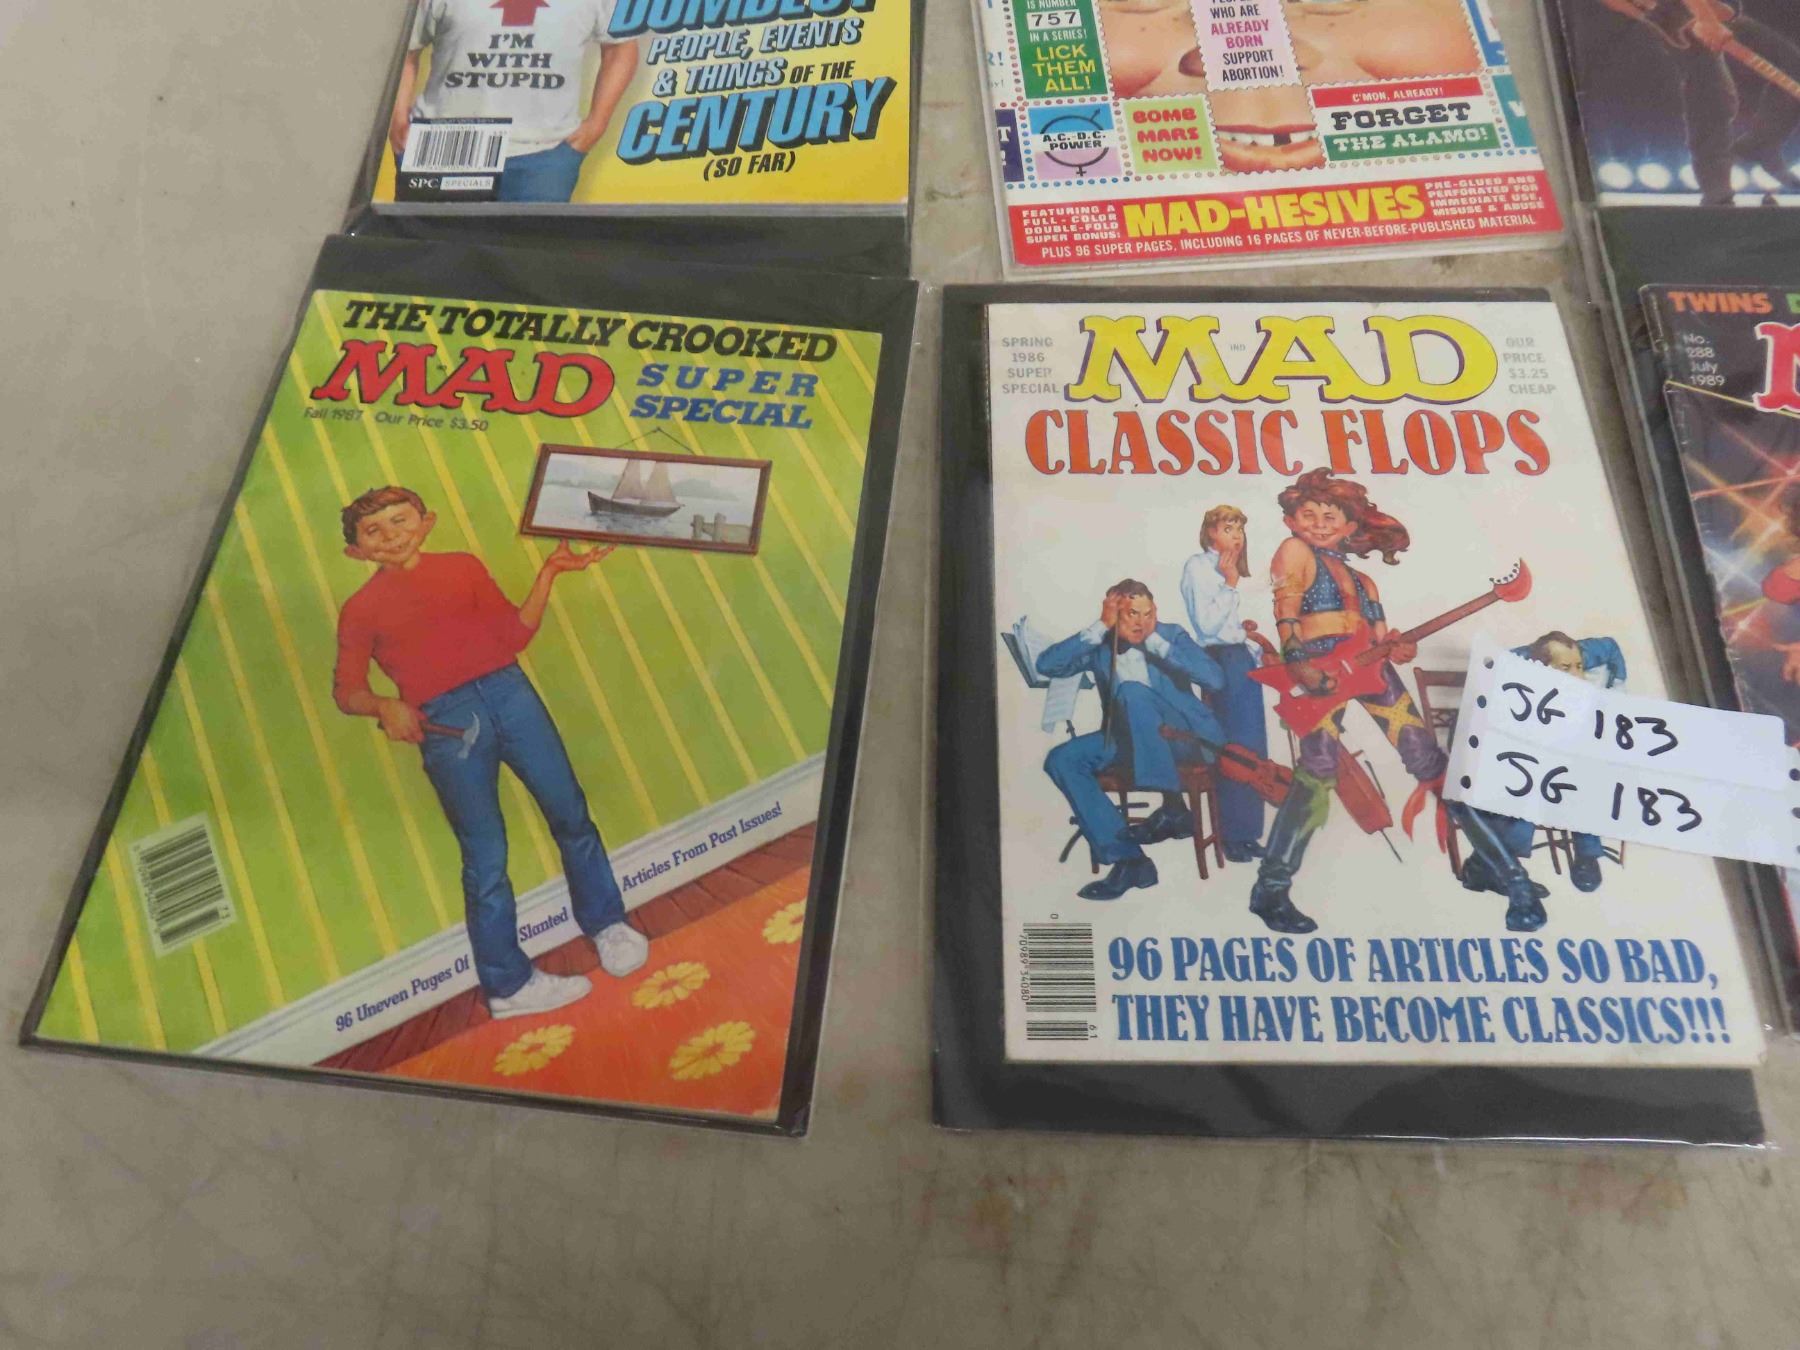 I'M
WITH
STUPID
PEOPLE, EVENTS
& THINGS OF THE
CENTURY
(SO FAR)
SPC SPECIALS
IS NUMBER
757
IN A SERIES!
LICK
THEM
ALL!
WHO ARE
ALREADY
BORN
SUPPORT
ABORTION!
A.C.-D.C.
POWER
BOMB
MARS
NOW!
C'MON, ALREADY!
FORGET
THE ALAMO!
FEATURING A
FULL-COLOR
DOUBLE-FOLD
SUPER BONUS:
MAD-HESIVES
PRE-GLUED AND
PERFORATED FOR
IMMEDIATE USE,
MISUSE & ABUSE
PLUS 96 SUPER PAGES, INCLUDING 16 PAGES OF NEVER-BEFORE-PUBLISHED MATERIAL
THE TOTALLY CROOKED
MAD SUPER
SPECIAL
Fall 1987 Our Price $3.50
96 Uneven Pages Of Slanted Articles From Past Issues!
SPRING
1986
SUPER
SPECIAL
MAD
IND
OUR
PRICE
$3.25
CHEAP
CLASSIC FLOPS
96 PAGES OF ARTICLES SO BAD,
THEY HAVE BECOME CLASSICS!!!
0
70989 34080
61
JG 183
JG 183
TWINS
No.
288
July
1989